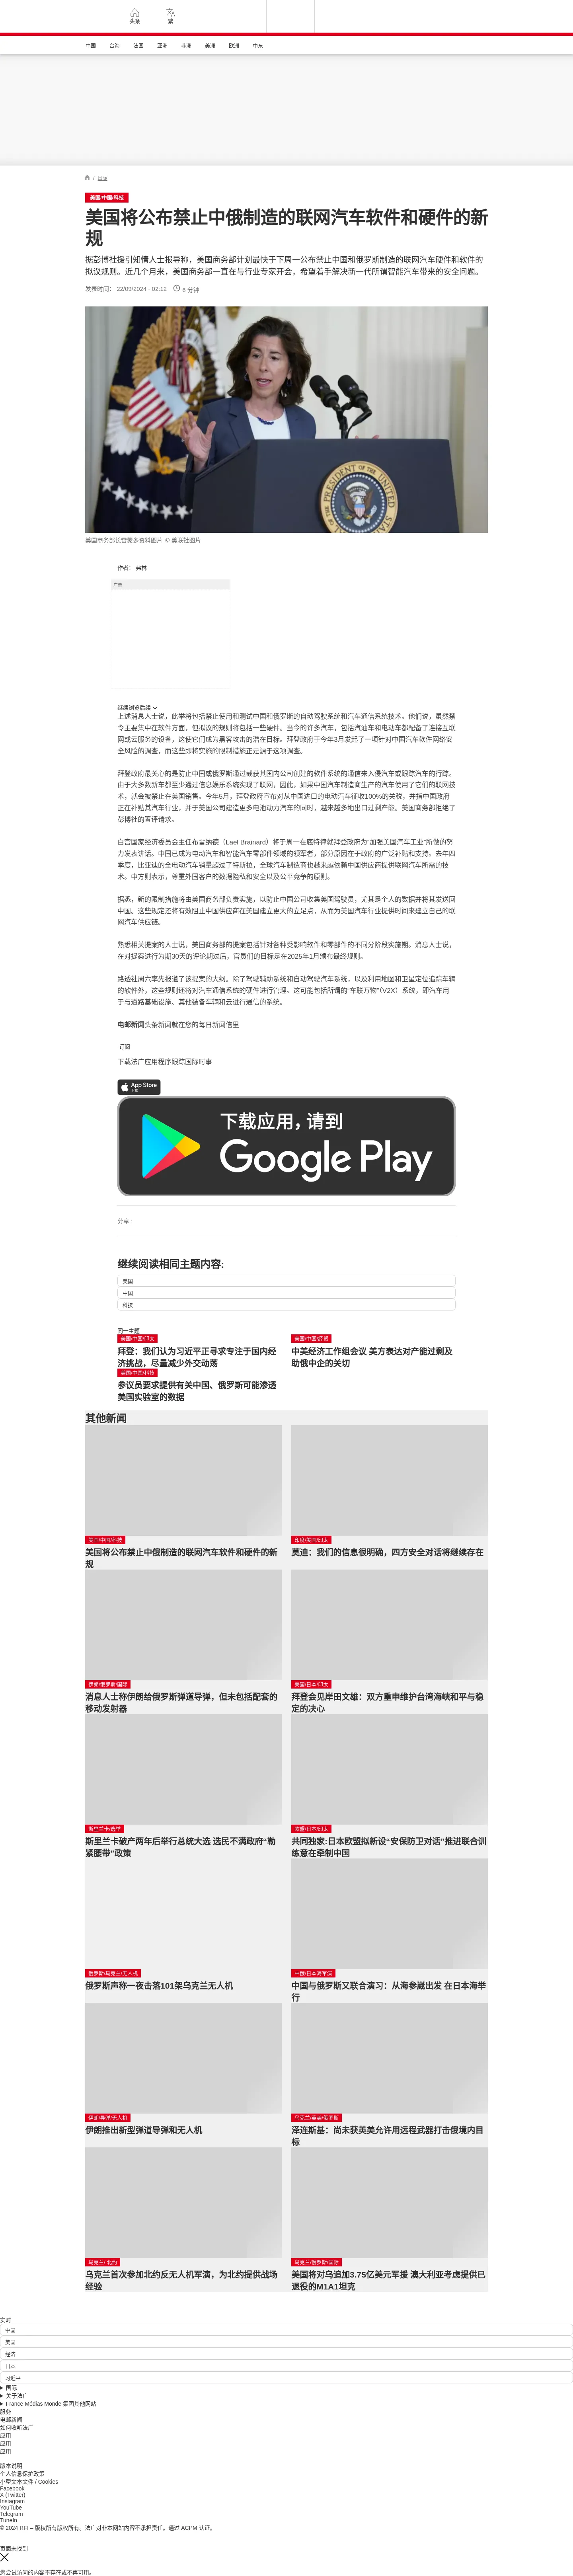 头条
繁
中国 台海 法国 亚洲 非洲 美洲 欧洲 中东
/ 国际
美国/中国/科技
美国将公布禁止中俄制造的联网汽车软件和硬件的新
规
据彭博社援引知情人士报导称，美国商务部计划最快于下周一公布禁止中国和俄罗斯制造的联网汽车硬件和软件的
拟议规则。近几个月来，美国商务部一直在与行业专家开会，希望着手解决新一代所谓智能汽车带来的安全问题。
发表时间： 22/09/2024 - 02:12 6 分钟
美国商务部长雷蒙多资料图片 © 美联社图片
作者： 弗林
广告
继续浏览后续
上述消息人士说，此举将包括禁止使用和测试中国和俄罗斯的自动驾驶系统和汽车通信系统技术。他们说，虽然禁
令主要集中在软件方面，但拟议的规则将包括一些硬件。当今的许多汽车，包括汽油车和电动车都配备了连接互联
网或云服务的设备，这使它们成为黑客攻击的潜在目标。拜登政府于今年3月发起了一项针对中国汽车软件网络安
全风险的调查，而这些即将实施的限制措施正是源于这项调查。
拜登政府最关心的是防止中国或俄罗斯通过截获其国内公司创建的软件系统的通信来入侵汽车或跟踪汽车的行踪。
由于大多数新车都至少通过信息娱乐系统实现了联网，因此，如果中国汽车制造商生产的汽车使用了它们的联网技
术，就会被禁止在美国销售。今年5月，拜登政府宣布对从中国进口的电动汽车征收100%的关税，并指中国政府
正在补贴其汽车行业，并于美国公司建造更多电池动力汽车的同时，越来越多地出口过剩产能。美国商务部拒绝了
彭博社的置评请求。
白宫国家经济委员会主任布雷纳德（Lael Brainard）将于周一在底特律就拜登政府为“加强美国汽车工业”所做的努
力发表讲话。中国已成为电动汽车和智能汽车零部件领域的领军者，部分原因在于政府的广泛补贴和支持。去年四
季度，比亚迪的全电动汽车销量超过了特斯拉，全球汽车制造商也越来越依赖中国供应商提供联网汽车所需的技
术。中方则表示，尊重外国客户的数据隐私和安全以及公平竞争的原则。
据悉，新的限制措施将由美国商务部负责实施，以防止中国公司收集美国驾驶员，尤其是个人的数据并将其发送回
中国。这些规定还将有效阻止中国供应商在美国建立更大的立足点，从而为美国汽车行业提供时间来建立自己的联
网汽车供应链。
熟悉相关提案的人士说，美国商务部的提案包括针对各种受影响软件和零部件的不同分阶段实施期。消息人士说，
在对提案进行为期30天的评论期过后，官员们的目标是在2025年1月颁布最终规则。
路透社周六率先报道了该提案的大纲。除了驾驶辅助系统和自动驾驶汽车系统，以及利用地图和卫星定位追踪车辆
的软件外，这些规则还将对汽车通信系统的硬件进行管理。这可能包括所谓的“车联万物”（V2X）系统，即汽车用
于与道路基础设施、其他装备车辆和云进行通信的系统。
电邮新闻头条新闻就在您的每日新闻信里
订阅
下载法广应用程序跟踪国际时事
App Store
下载
下载应用，请到
Google Play
分享 :
继续阅读相同主题内容:
美国
中国
科技
同一主题
美国/中国/印太
拜登：我们认为习近平正寻求专注于国内经
济挑战，尽量减少外交动荡
美国/中国/经贸
中美经济工作组会议 美方表达对产能过剩及
助俄中企的关切
美国/中国/科技
参议员要求提供有关中国、俄罗斯可能渗透
美国实验室的数据
其他新闻
美国/中国/科技
美国将公布禁止中俄制造的联网汽车软件和硬件的新
规
印度/美国/印太
莫迪：我们的信息很明确，四方安全对话将继续存在
伊朗/俄罗斯/国际
消息人士称伊朗给俄罗斯弹道导弹，但未包括配套的
移动发射器
美国/日本/印太
拜登会见岸田文雄：双方重申维护台湾海峡和平与稳
定的决心
斯里兰卡/选举
斯里兰卡破产两年后举行总统大选 选民不满政府“勒
紧腰带”政策
欧盟/日本/印太
共同独家:日本欧盟拟新设“安保防卫对话”推进联合训
练意在牵制中国
俄罗斯/乌克兰/无人机
俄罗斯声称一夜击落101架乌克兰无人机
中俄/日本海军演
中国与俄罗斯又联合演习：从海参崴出发 在日本海举
行
伊朗/导弹/无人机
伊朗推出新型弹道导弹和无人机
乌克兰/英美/俄罗斯
泽连斯基：尚未获英美允许用远程武器打击俄境内目
标
乌克兰/ 北约
乌克兰首次参加北约反无人机军演，为北约提供战场
经验
乌克兰/俄罗斯/国际
美国将对乌追加3.75亿美元军援 澳大利亚考虑提供已
退役的M1A1坦克
实时
中国
美国
经济
日本
习近平
国际
关于法广
France Médias Monde 集团其他网站
服务
电邮新闻
如何收听法广
应用
应用
应用
版本说明
个人信息保护政策
小型文本文件 / Cookies
Facebook
X (Twitter)
Instagram
YouTube
Telegram
TuneIn
© 2024 RFI – 版权所有版权所有。法广对非本网站内容不承担责任。通过 ACPM 认证。
页面未找到
您尝试访问的内容不存在或不再可用。